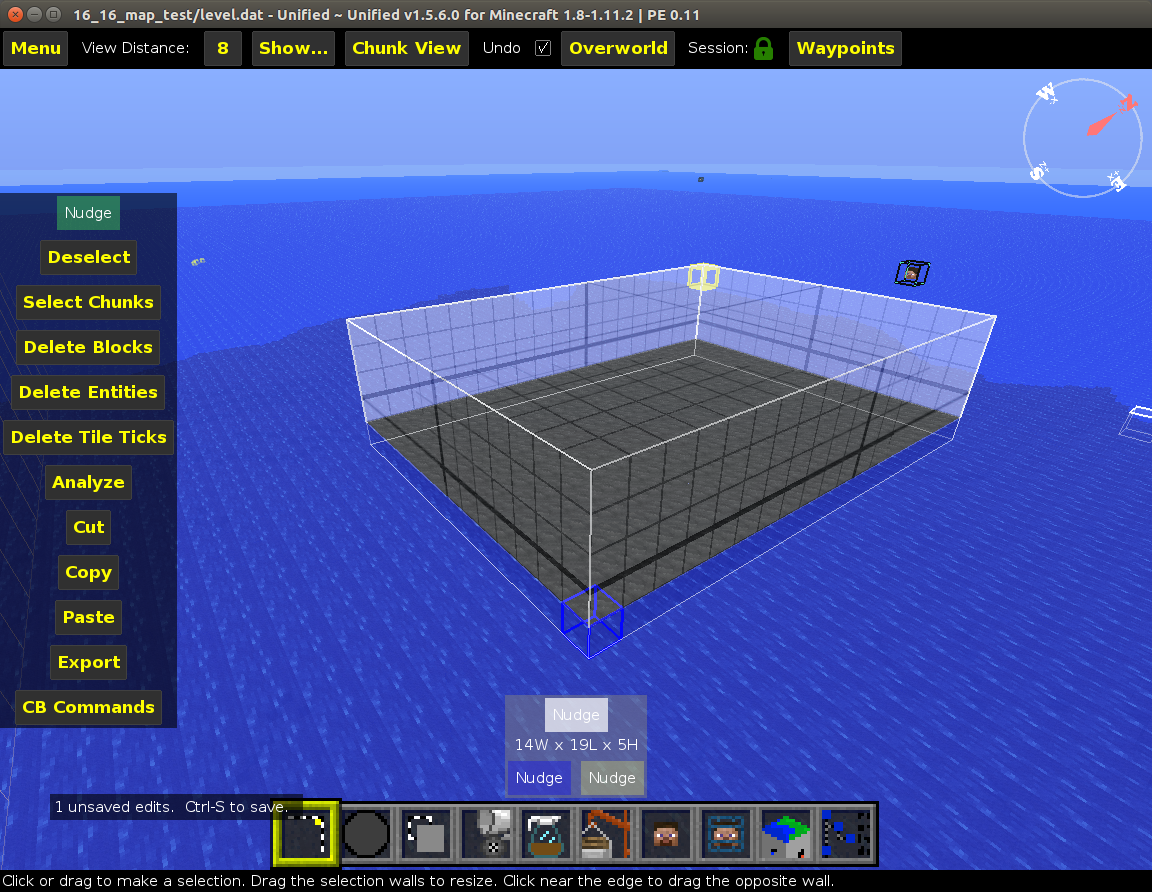 16_16_map_test/level.dat - Unified ~ Unified v1.5.6.0 for Minecraft 1.8-1.11.2 | PE 0.11
Menu View Distance: 8 Show... Chunk View Undo Overworld Session: Waypoints
W
S
E
Nudge
Deselect
Select Chunks
Delete Blocks
Delete Entities
Delete Tile Ticks
Analyze
Cut
Copy
Paste
Export
CB Commands
Nudge
14W x 19L x 5H
Nudge Nudge
1 unsaved edits.  Ctrl-S to save.
Click or drag to make a selection. Drag the selection walls to resize. Click near the edge to drag the opposite wall.